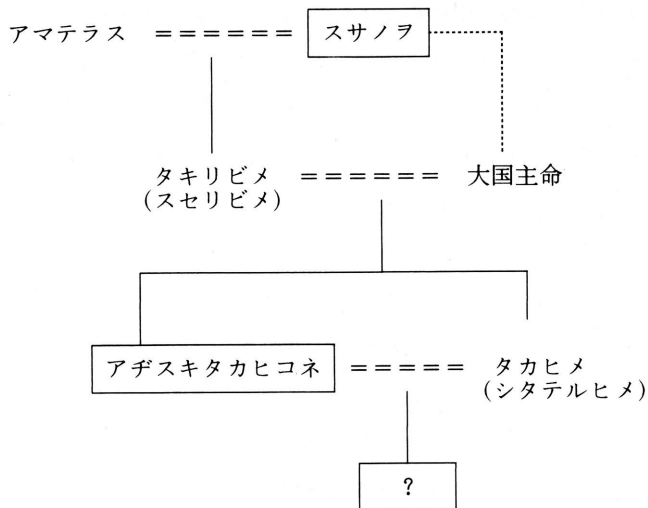 アマテラス ====== スサノヲ
タキリビメ ====== 大国主命
(スセリビメ)
アヂスキタカヒコネ ===== タカヒメ
(シタテルヒメ)
?